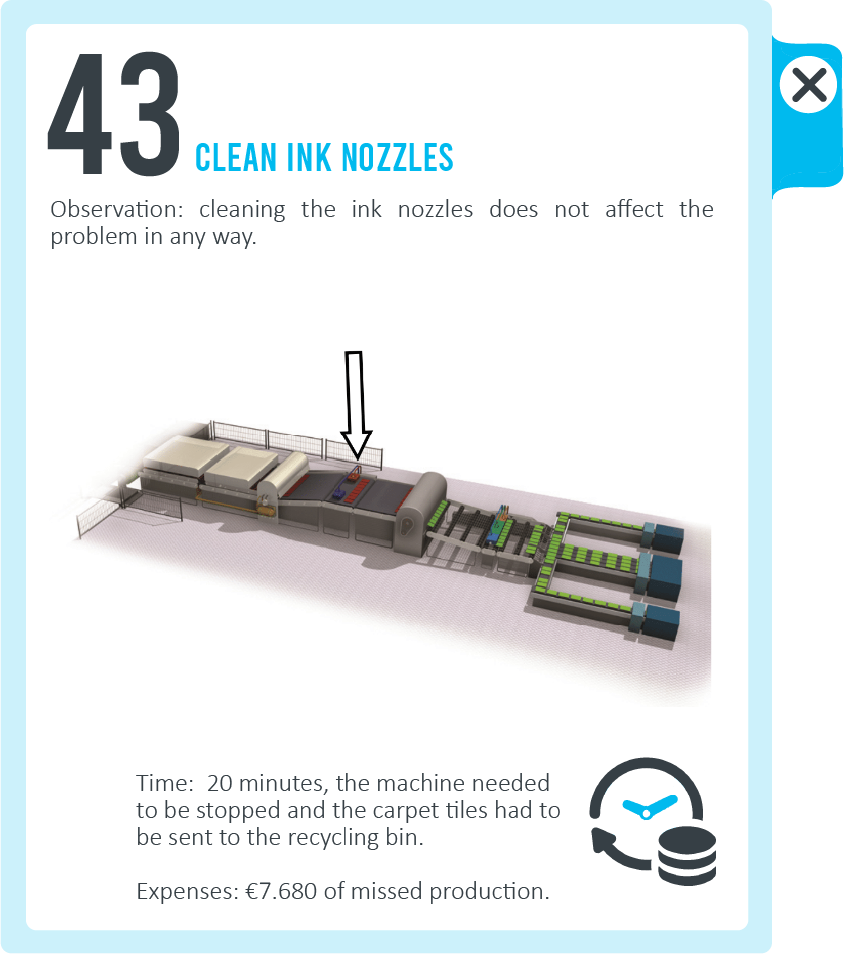 43 CLEAN INK NOZZLES
Observation: cleaning the ink nozzles does not affect the
problem in any way.
Time:  20 minutes, the machine needed
to be stopped and the carpet tiles had to
be sent to the recycling bin.
Expenses: €7.680 of missed production.